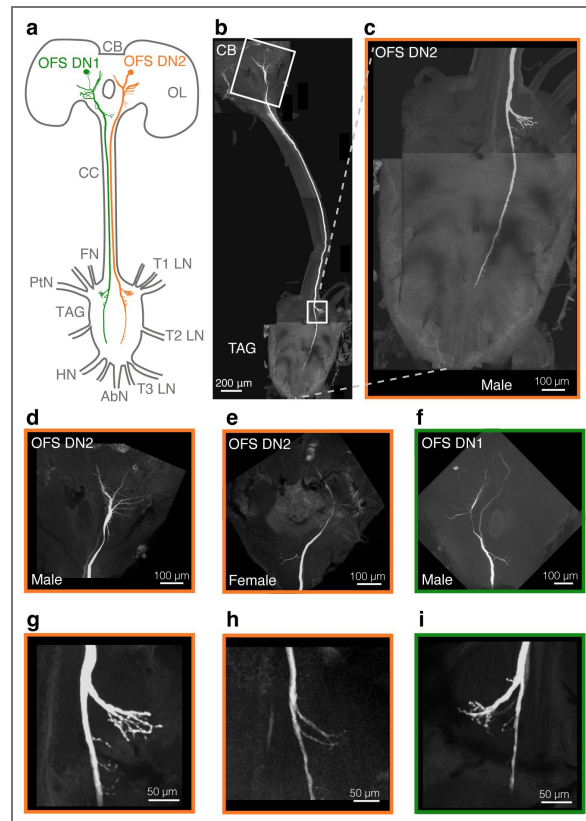 a
CB
OFS DN1 OFS DN2
OL
CC
FN
T1 LN
PtN
TAG
T2 LN
HN
T3 LN
AbN
b
CB
TAG
200 µm
c
OFS DN2
Male
100 µm
d
OFS DN2
Male
100 µm
e
OFS DN2
Female
100 µm
f
OFS DN1
Male
100 µm
g
50 µm
h
50 µm
i
50 µm